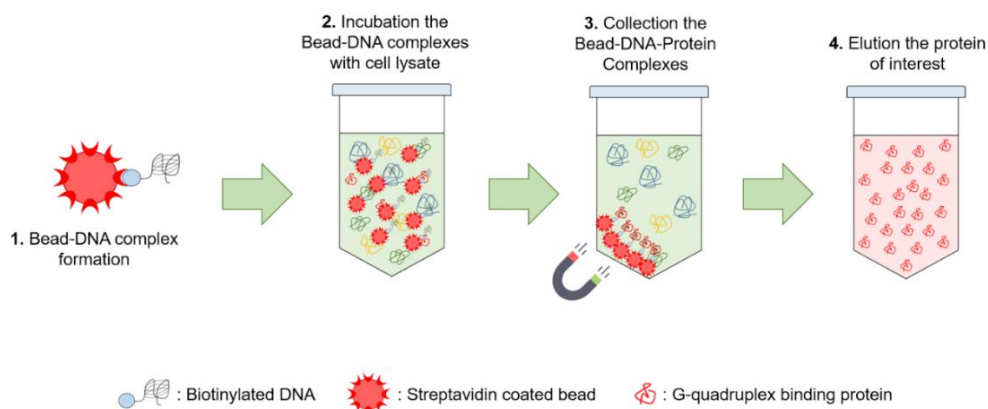 1. Bead-DNA complex
formation
2. Incubation the
Bead-DNA complexes
with cell lysate
3. Collection the
Bead-DNA-Protein
Complexes
4. Elution the protein
of interest
: Biotinylated DNA
: Streptavidin coated bead
: G-quadruplex binding protein